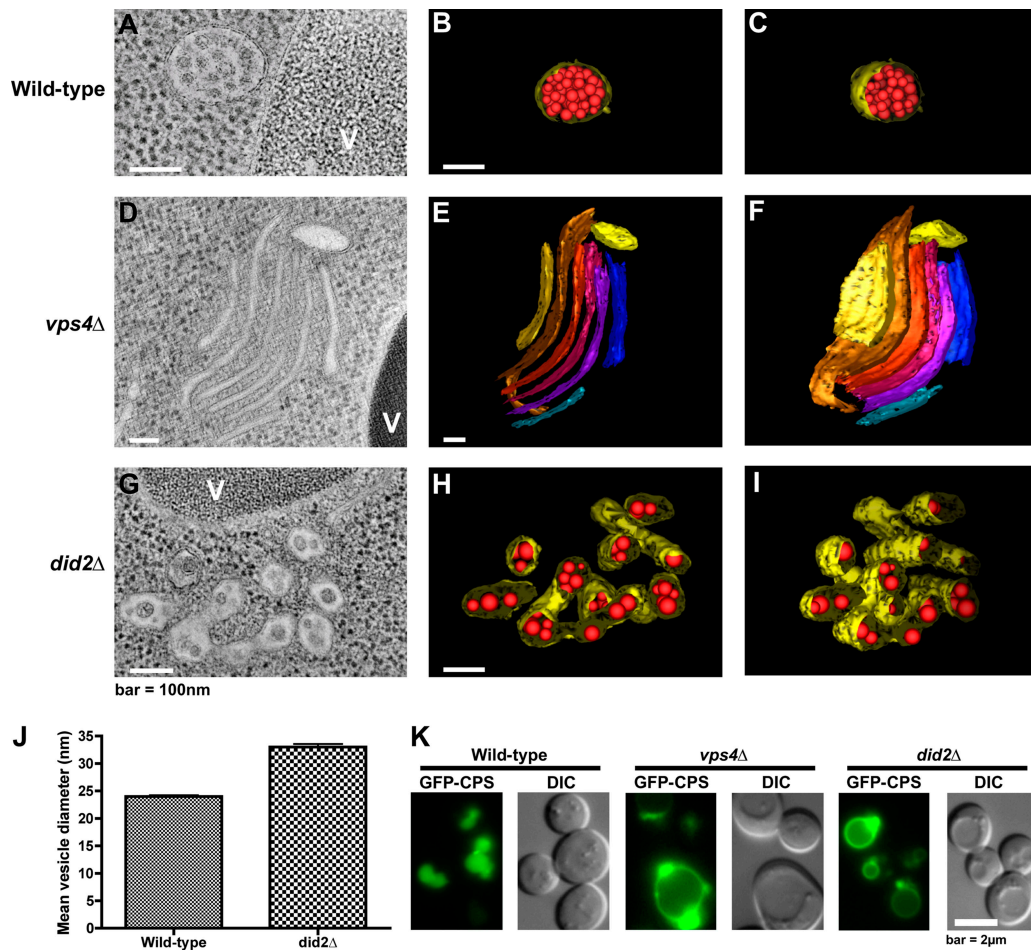 A
B
C
Wild-type
V
D
E
F
vps4Δ
V
G
H
I
V
did2Δ
bar = 100nm
J
Mean vesicle diameter (nm)
35
30
25
20
15
10
5
0
Wild-type
did2Δ
K
Wild-type
vps4Δ
did2Δ
GFP-CPS
DIC
GFP-CPS
DIC
GFP-CPS
DIC
bar = 2µm